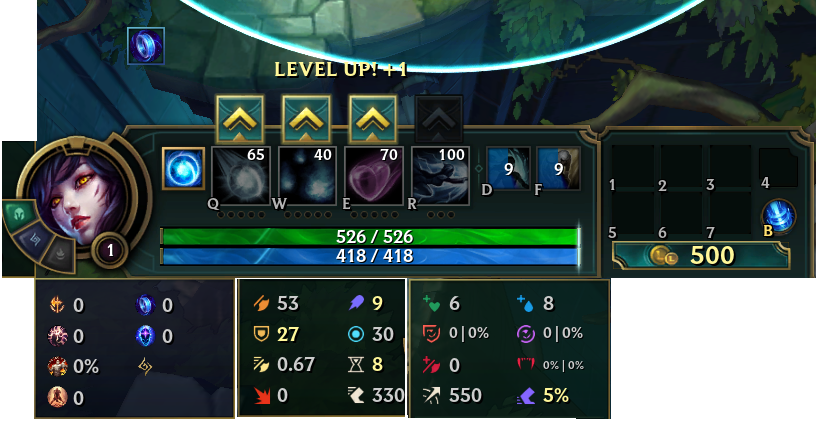 LEVEL UP! +1
65 40 70 100
9 9
Q W E R D F
1 2 3 4
5 6 7 B
1
526 / 526
418 / 418
500
0 0 53 9 6 8
0 0 27 30 0|0% 0|0%
0% 0.67 8 0 0%|0%
0 0 330 550 5%